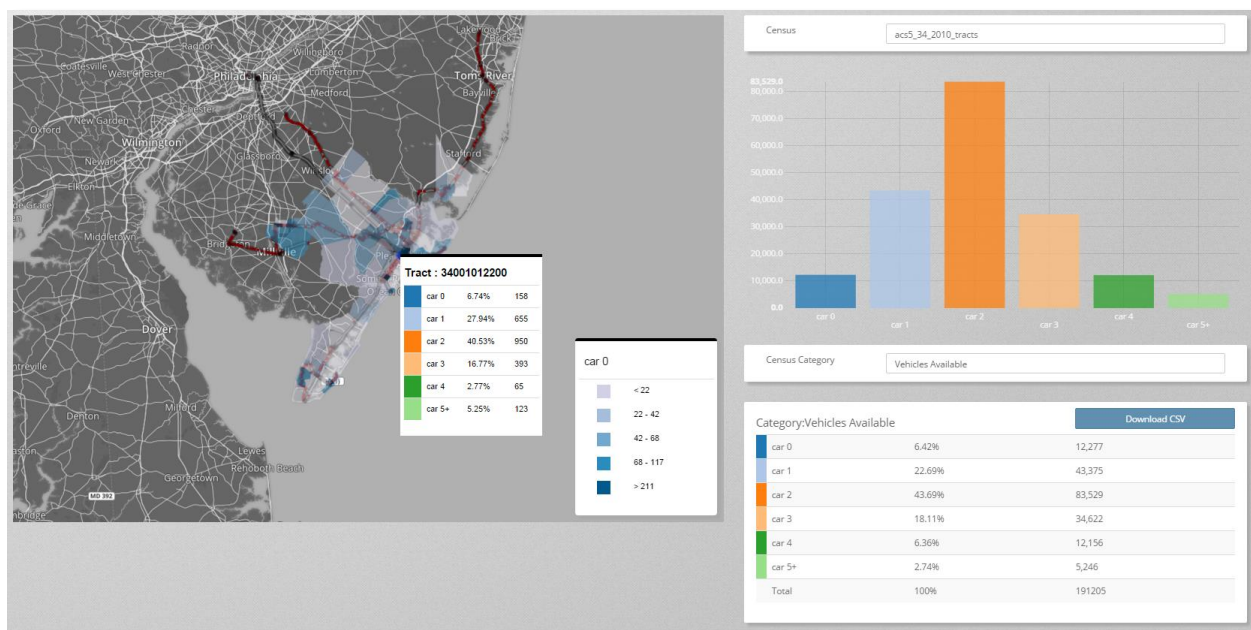 Census
acs5_34_2010_tracts
83,529.0
80,000.0
70,000.0
60,000.0
50,000.0
40,000.0
30,000.0
20,000.0
10,000.0
0.0
car 0
car 1
car 2
car 3
car 4
car 5+
Census Category
Vehicles Available
Category:Vehicles Available
Download CSV
car 0 6.42% 12,277
car 1 22.69% 43,375
car 2 43.69% 83,529
car 3 18.11% 34,622
car 4 6.36% 12,156
car 5+ 2.74% 5,246
Total 100% 191205
Radnor
Willingboro
Coatesville
West Chester
Lumberton
Medford
Toms River
Bayville
Chester
Deptford
New Garden
Oxford
Wilmington
Glassboro
Newark
Elkton
Stafford
Middletown
Dover
Milford
Denton
Lewes
Rehoboth Beach
Georgetown
MD 392
Tract : 34001012200
car 0 6.74% 158
car 1 27.94% 655
car 2 40.53% 950
car 3 16.77% 393
car 4 2.77% 65
car 5+ 5.25% 123
car 0
< 22
22 - 42
42 - 68
68 - 117
> 211